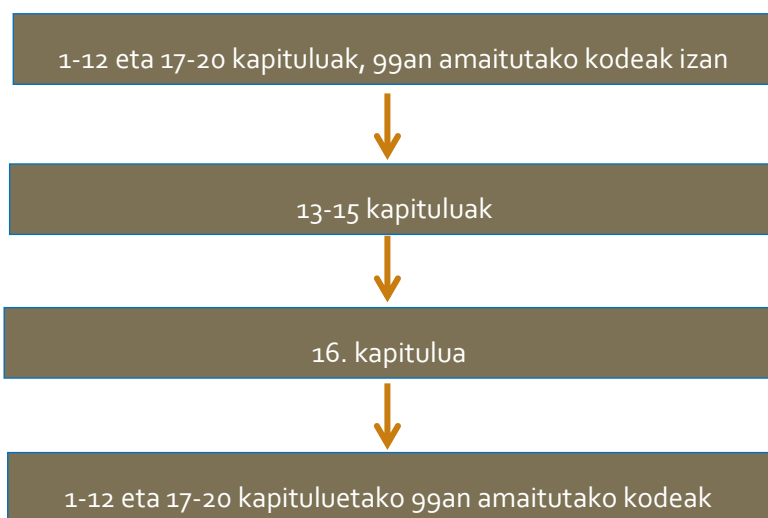 1-12 eta 17-20 kapituluak, 99an amaitutako kodeak izan
13-15 kapituluak
16. kapitulua
1-12 eta 17-20 kapituluetako 99an amaitutako kodeak